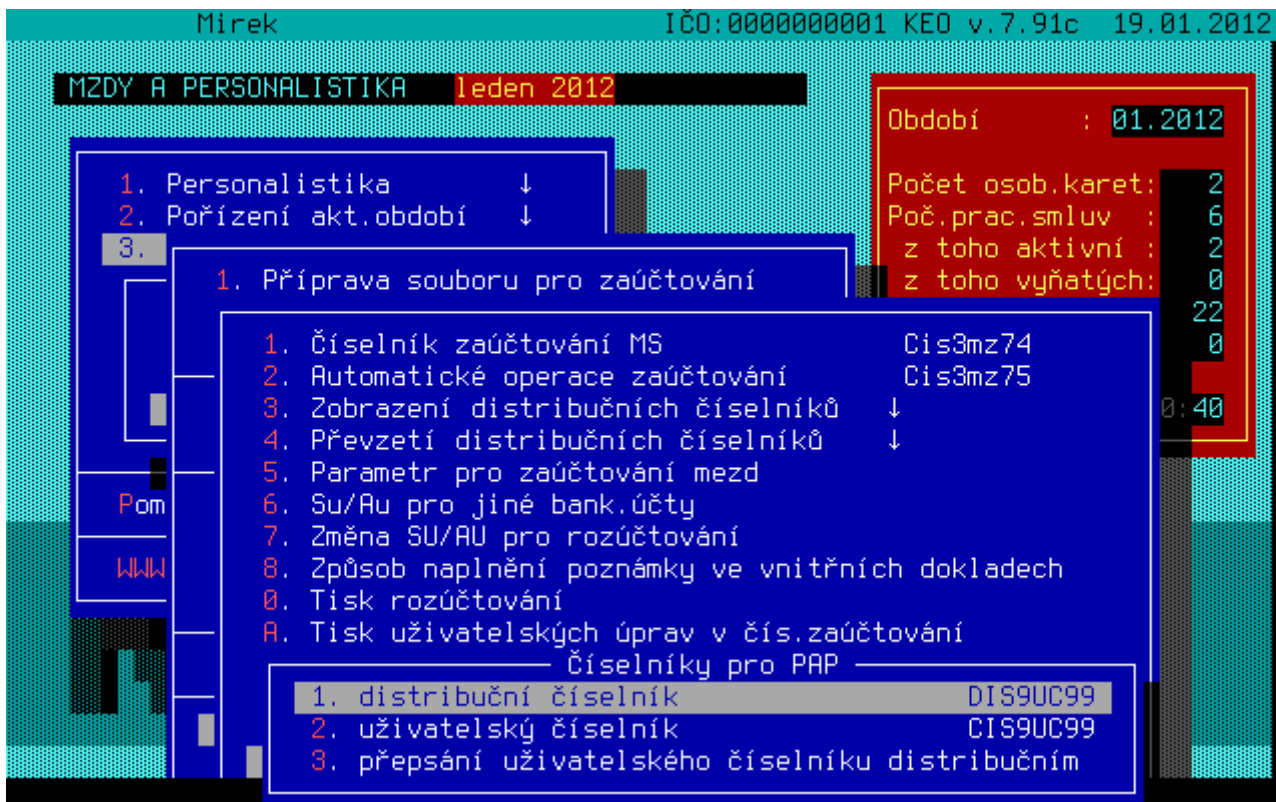 Mirek IČO:0000000001 KEO v.7.91c 19.01.2012
MZDY A PERSONALISTIKA leden 2012
Období : 01.2012
Počet osob.karet: 2
Poč.prac.smluv : 6
z toho aktivní : 2
z toho vyňatých: 0
22
0
0:40
1. Personalistika ↓
2. Pořízení akt.období ↓
3.
Pom
WWW
1. Příprava souboru pro zaúčtování
1. Číselník zaúčtování MS Cis3mz74
2. Automatické operace zaúčtování Cis3mz75
3. Zobrazení distribučních číselníků ↓
4. Převzetí distribučních číselníků ↓
5. Parametr pro zaúčtování mezd
6. Su/Au pro jiné bank.účty
7. Změna SU/AU pro rozúčtování
8. Způsob naplnění poznámky ve vnitřních dokladech
0. Tisk rozúčtování
A. Tisk uživatelských úprav v čís.zaúčtování
Číselníky pro PAP
1. distribuční číselník DIS9UC99
2. uživatelský číselník CIS9UC99
3. přepsání uživatelského číselníku distribučním